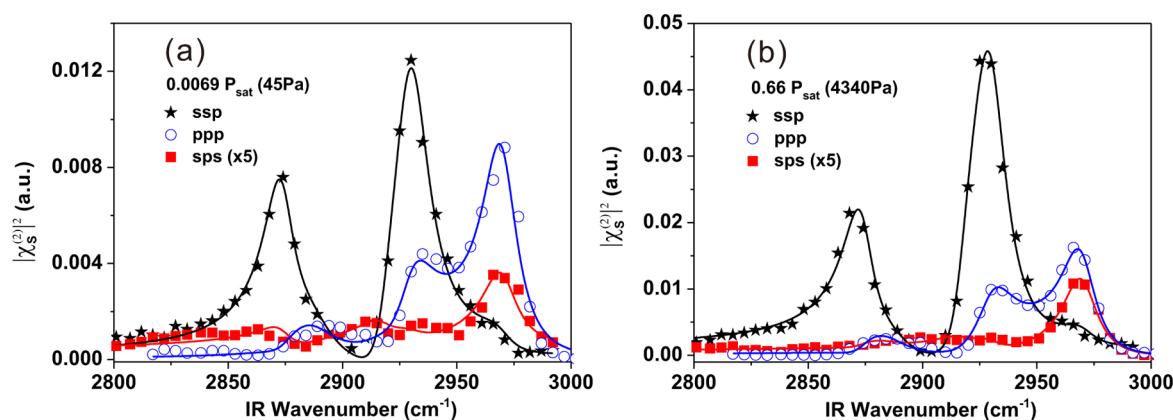 (a)
0.0069 P_sat (45Pa)
ssp
ppp
sps (x5)
|χ_s^(2)|^2 (a.u.)
0.012
0.008
0.004
0.000
2800 2850 2900 2950 3000
IR Wavenumber (cm^-1)
(b)
0.66 P_sat (4340Pa)
ssp
ppp
sps (x5)
|χ_s^(2)|^2 (a.u.)
0.05
0.04
0.03
0.02
0.01
0.00
2800 2850 2900 2950 3000
IR Wavenumber (cm^-1)